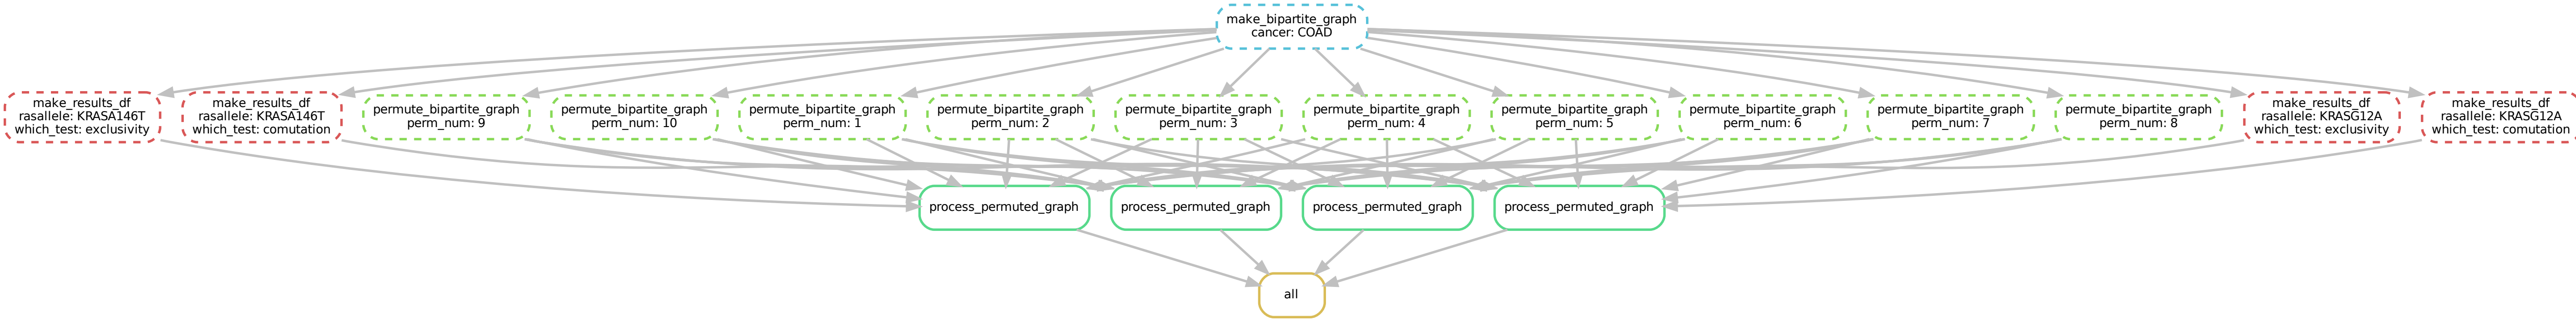 make_bipartite_graph
cancer: COAD
make_results_df
rasallele: KRASA146T
which_test: exclusivity
make_results_df
rasallele: KRASA146T
which_test: comutation
permute_bipartite_graph
perm_num: 9
permute_bipartite_graph
perm_num: 10
permute_bipartite_graph
perm_num: 1
permute_bipartite_graph
perm_num: 2
permute_bipartite_graph
perm_num: 3
permute_bipartite_graph
perm_num: 4
permute_bipartite_graph
perm_num: 5
permute_bipartite_graph
perm_num: 6
permute_bipartite_graph
perm_num: 7
permute_bipartite_graph
perm_num: 8
make_results_df
rasallele: KRASG12A
which_test: exclusivity
make_results_df
rasallele: KRASG12A
which_test: comutation
process_permuted_graph
process_permuted_graph
process_permuted_graph
process_permuted_graph
all